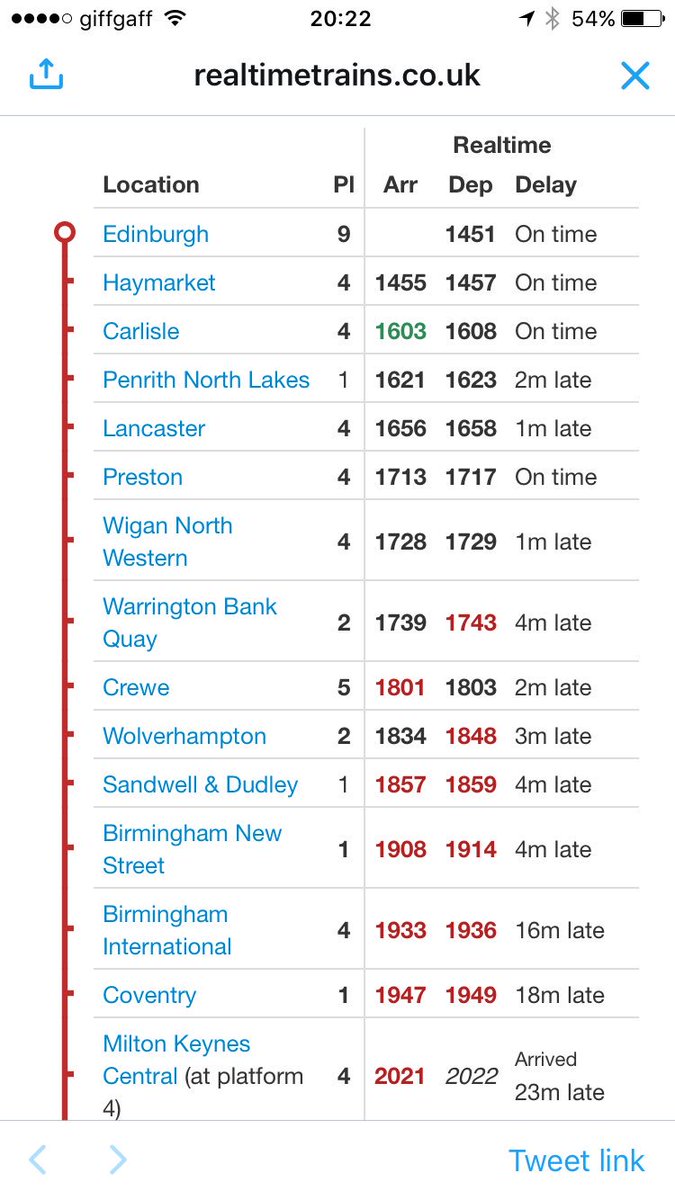 giffgaff 20:22 54%
realtimetrains.co.uk
Realtime
Location Pl Arr Dep Delay
Edinburgh 9 1451 On time
Haymarket 4 1455 1457 On time
Carlisle 4 1603 1608 On time
Penrith North Lakes 1 1621 1623 2m late
Lancaster 4 1656 1658 1m late
Preston 4 1713 1717 On time
Wigan North
Western 4 1728 1729 1m late
Warrington Bank
Quay 2 1739 1743 4m late
Crewe 5 1801 1803 2m late
Wolverhampton 2 1834 1848 3m late
Sandwell & Dudley 1 1857 1859 4m late
Birmingham New
Street 1 1908 1914 4m late
Birmingham
International 4 1933 1936 16m late
Coventry 1 1947 1949 18m late
Milton Keynes
Central (at platform
4) 4 2021 2022 Arrived
23m late
Tweet link